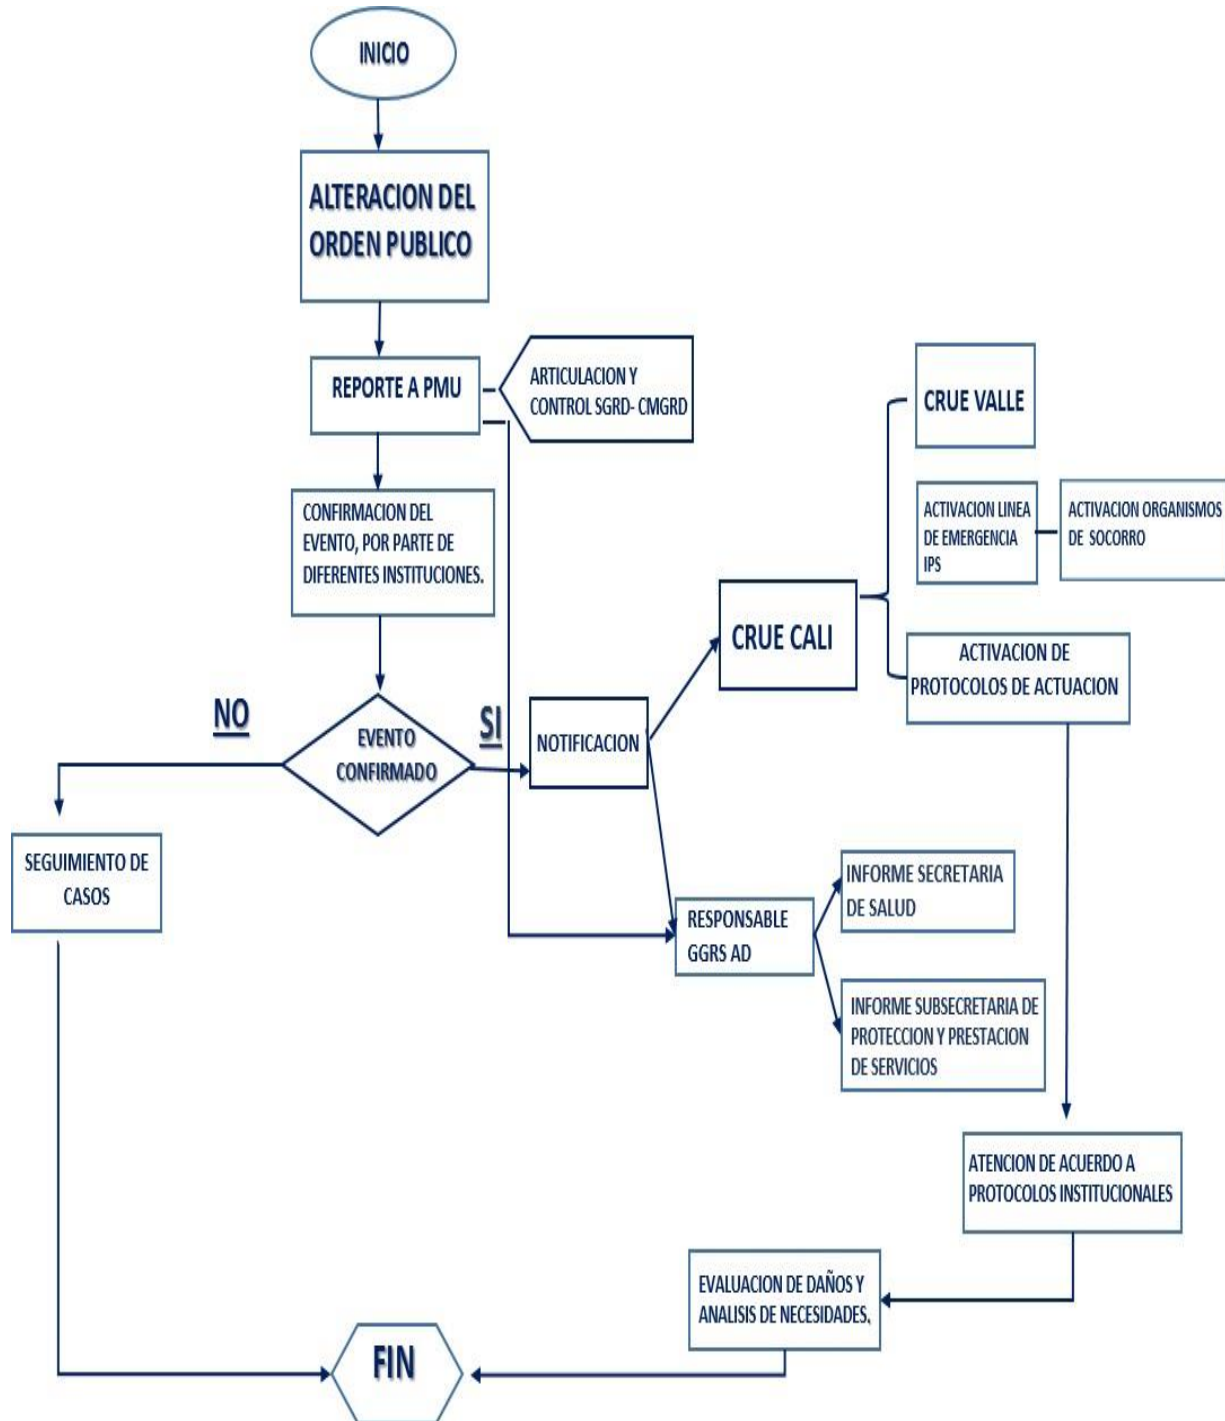 INICIO
ALTERACION DEL
ORDEN PUBLICO
REPORTE A PMU
ARTICULACION Y
CONTROL SGRD- CMGRD
CONFIRMACION DEL
EVENTO, POR PARTE DE
DIFERENTES INSTITUCIONES.
EVENTO
CONFIRMADO
NO
SI
SEGUIMIENTO DE
CASOS
NOTIFICACION
CRUE CALI
CRUE VALLE
ACTIVACION LINEA
DE EMERGENCIA
IPS
ACTIVACION ORGANISMOS
DE SOCORRO
ACTIVACION DE
PROTOCOLOS DE ACTUACION
RESPONSABLE
GGRS AD
INFORME SECRETARIA
DE SALUD
INFORME SUBSECRETARIA DE
PROTECCION Y PRESTACION
DE SERVICIOS
ATENCION DE ACUERDO A
PROTOCOLOS INSTITUCIONALES
EVALUACION DE DAÑOS Y
ANALISIS DE NECESIDADES.
FIN